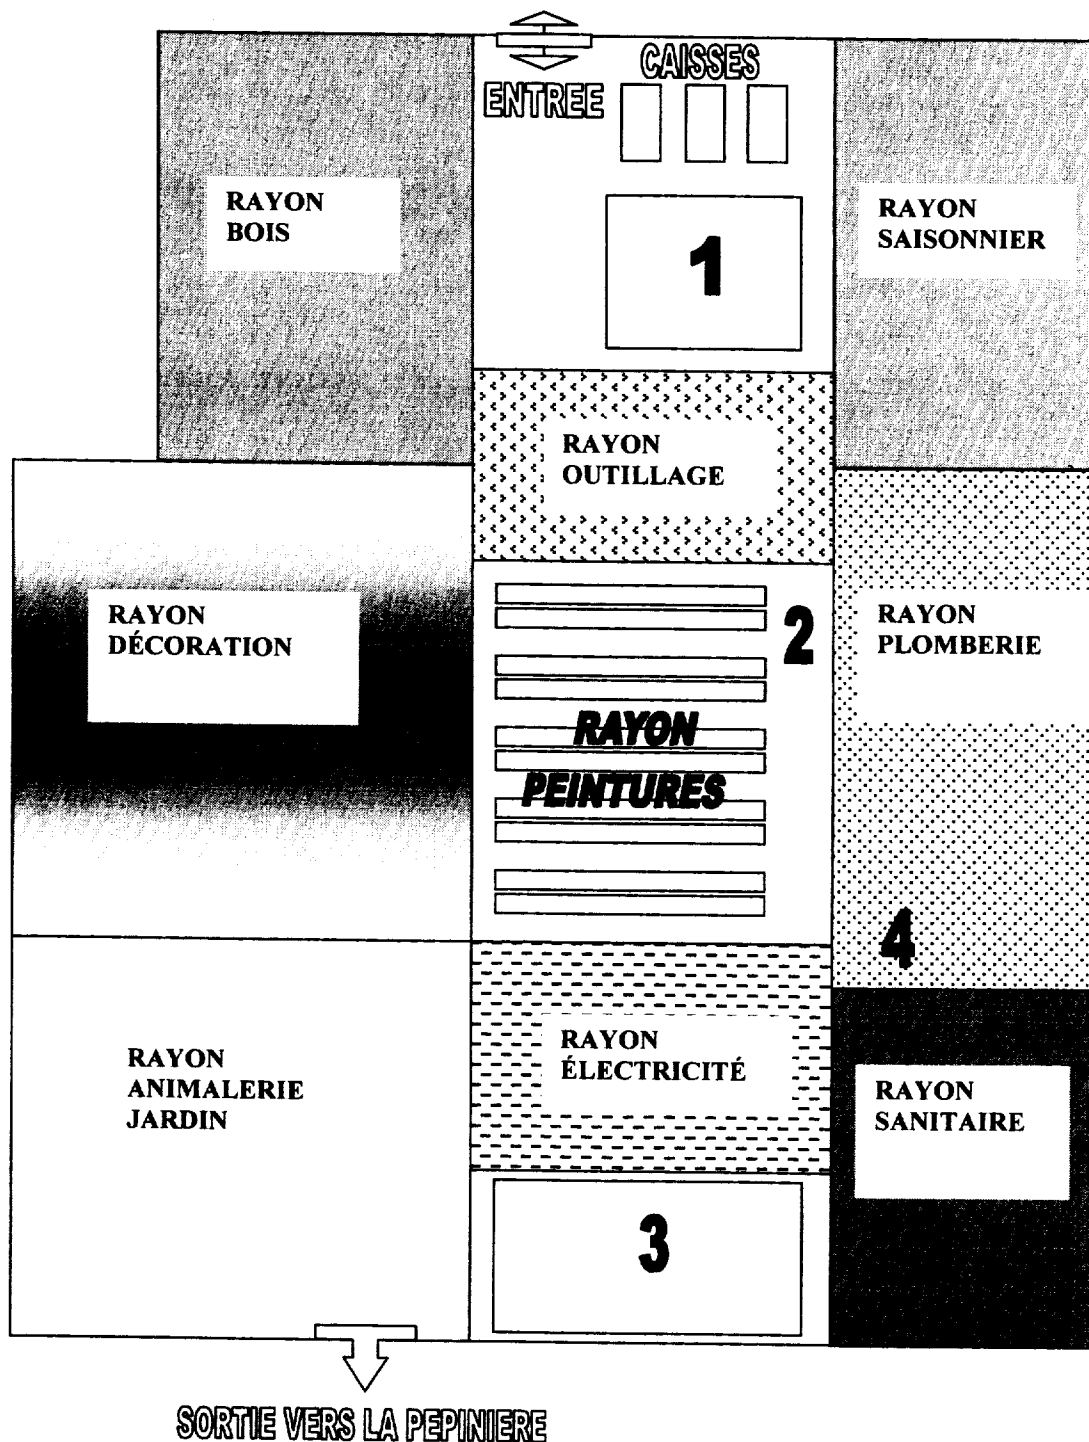 CAISSES
ENTREE
RAYON
BOIS
1
RAYON
SAISONNIER
RAYON
OUTILLAGE
RAYON
DÉCORATION
2
RAYON
PEINTURES
RAYON
PLOMBERIE
4
RAYON
ANIMALERIE
JARDIN
RAYON
ÉLECTRICITÉ
RAYON
SANITAIRE
3
SORTIE VERS LA PEPINIERE